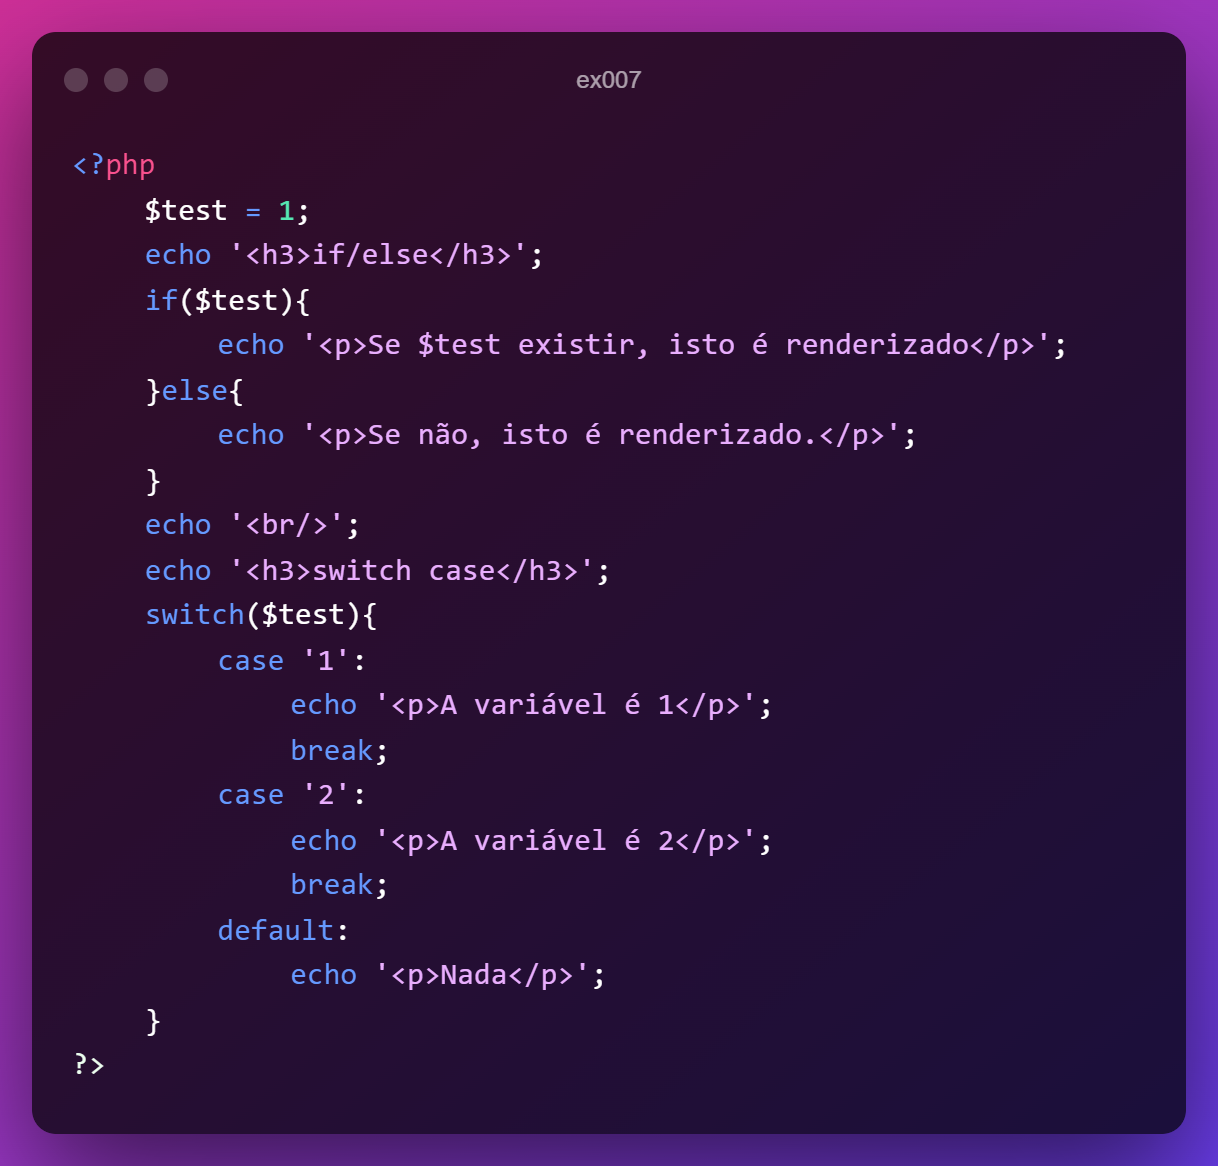 ex007
<?php
$test = 1;
echo '<h3>if/else</h3>';
if($test){
echo '<p>Se $test existir, isto é renderizado</p>';
}else{
echo '<p>Se não, isto é renderizado.</p>';
}
echo '<br/>';
echo '<h3>switch case</h3>';
switch($test){
case '1':
echo '<p>A variável é 1</p>';
break;
case '2':
echo '<p>A variável é 2</p>';
break;
default:
echo '<p>Nada</p>';
}
?>